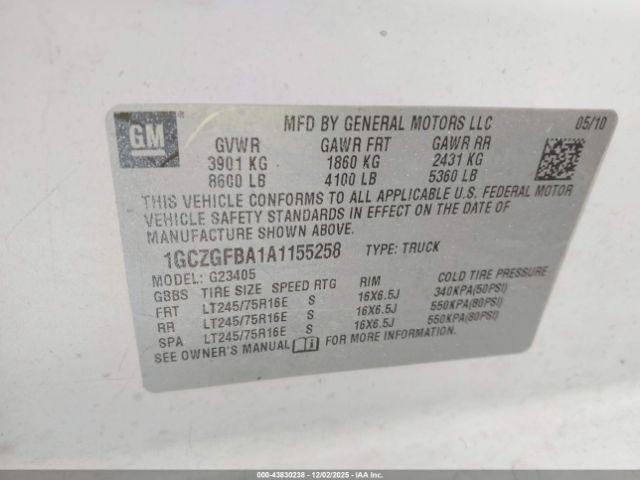 GM
MFD BY GENERAL MOTORS LLC 05/10
GVWR GAWR FRT GAWR RR
3901 KG 1860 KG 2431 KG
8600 LB 4100 LB 5360 LB
THIS VEHICLE CONFORMS TO ALL APPLICABLE U.S. FEDERAL MOTOR
VEHICLE SAFETY STANDARDS IN EFFECT ON THE DATE OF
MANUFACTURE SHOWN ABOVE.
1GCZGFBA1A1155258 TYPE: TRUCK
MODEL: G23405
GBBS TIRE SIZE SPEED RTG RIM COLD TIRE PRESSURE
FRT LT245/75R16E S 16X6.5J 340KPA(50PSI)
RR LT245/75R16E S 16X6.5J 550KPA(80PSI)
SPA LT245/75R16E S 16X6.5J 550KPA(80PSI)
SEE OWNER'S MANUAL FOR MORE INFORMATION.
000-43830238 - 12/02/2025 - IAA Inc.